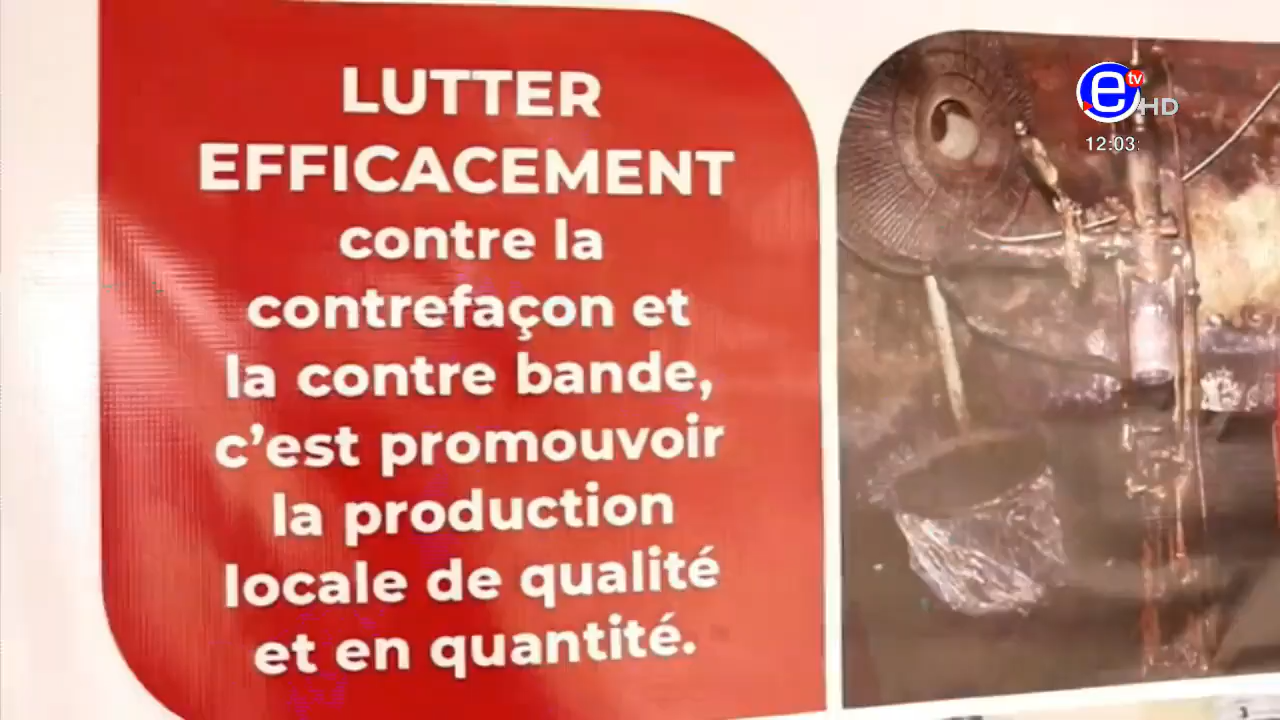 LUTTER
EFFICACEMENT
contre la
contrefaçon et
la contre bande,
c'est promouvoir
la production
locale de qualité
et en quantité.
e tv HD
12:03: